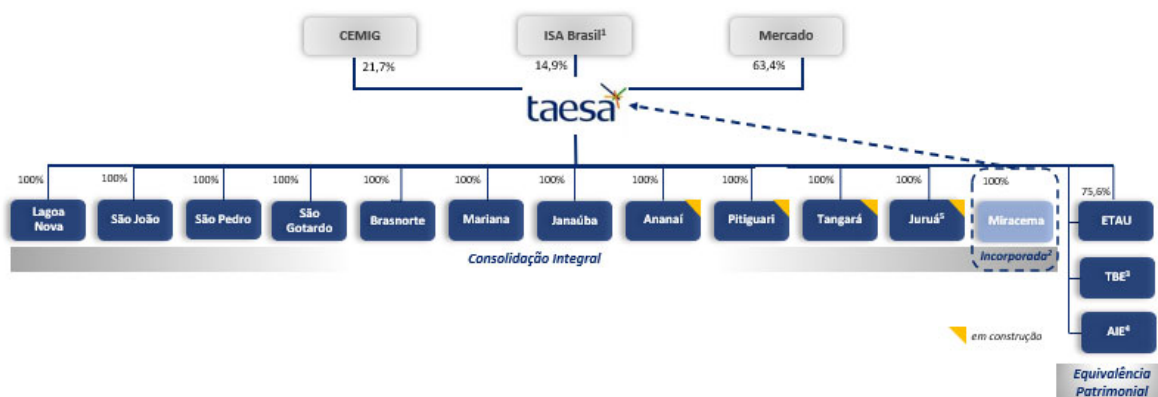 CEMIG
ISA Brasil¹
Mercado
21,7%
14,9%
63,4%
taesa
100%
100%
100%
100%
100%
100%
100%
100%
100%
100%
100%
100%
75,6%
Lagoa
Nova
São João
São Pedro
São
Gotardo
Brasnorte
Mariana
Janaúba
Ananaí
Pitiguari
Tangará
Juruá⁵
Miracema
ETAU
Consolidação Integral
Incorporada²
TBE³
AIE⁴
em construção
Equivalência
Patrimonial